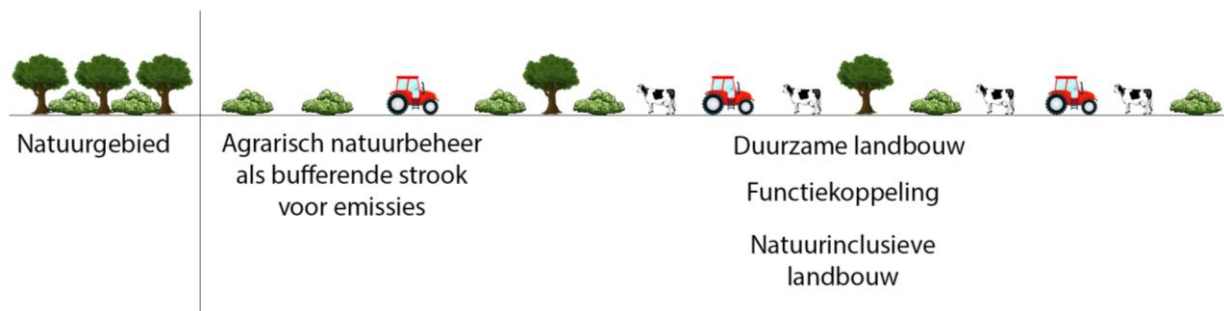 Natuurgebied
Agrarisch natuurbeheer
als bufferende strook
voor emissies
Duurzame landbouw
Functiekoppeling
Natuurinclusieve
landbouw